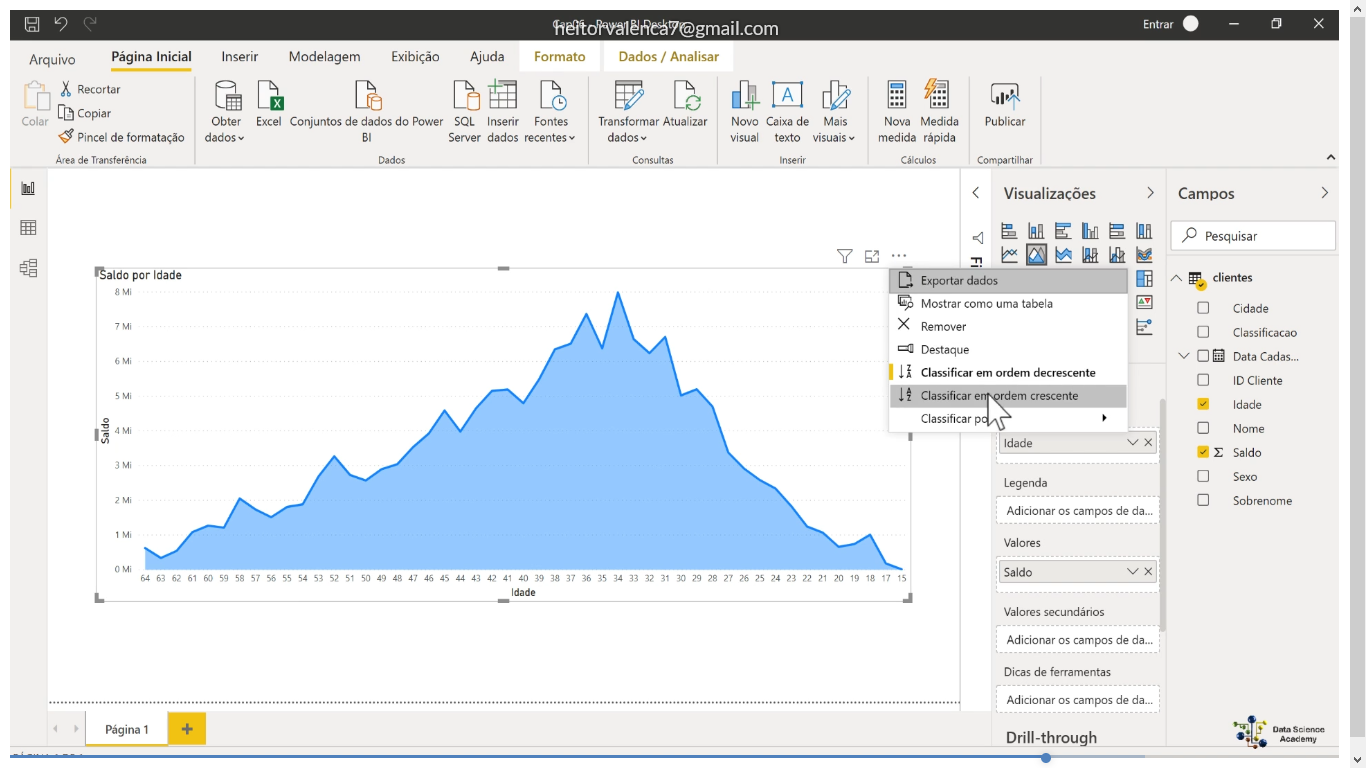 Cap06 - Power BI Desktop
heitorvalenca7@gmail.com
Entrar
Arquivo
Página Inicial
Inserir
Modelagem
Exibição
Ajuda
Formato
Dados / Analisar
Colar
Recortar
Copiar
Pincel de formatação
Área de Transferência
Obter
dados
Excel
Conjuntos de dados do Power
BI
SQL
Server
Inserir
dados
Fontes
recentes
Dados
Transformar
dados
Atualizar
Consultas
Novo
visual
Caixa de
texto
Mais
visuais
Inserir
Nova
medida
Medida
rápida
Cálculos
Publicar
Compartilhar
Saldo por Idade
8 Mi
7 Mi
6 Mi
5 Mi
4 Mi
3 Mi
2 Mi
1 Mi
0 Mi
Saldo
64 63 62 61 60 59 58 57 56 55 54 53 52 51 50 49 48 47 46 45 44 43 42 41 40 39 38 37 36 35 34 33 32 31 30 29 28 27 26 25 24 23 22 21 20 19 18 17 15
Idade
Exportar dados
Mostrar como uma tabela
Remover
Destaque
Classificar em ordem decrescente
Classificar em ordem crescente
Classificar po
Visualizações
Idade
Legenda
Adicionar os campos de da...
Valores
Saldo
Valores secundários
Adicionar os campos de da...
Dicas de ferramentas
Adicionar os campos de da...
Drill-through
Campos
Pesquisar
clientes
Cidade
Classificacao
Data Cadas...
ID Cliente
Idade
Nome
Saldo
Sexo
Sobrenome
Página 1
Data Science
Academy